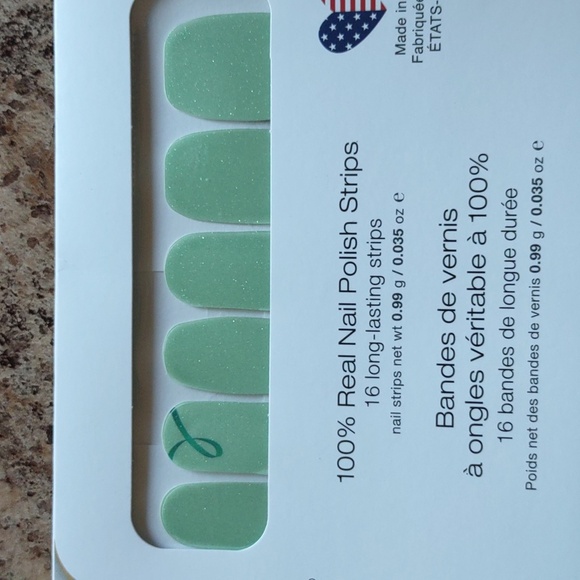 Made in
Fabriqué
ÉTATS-
100% Real Nail Polish Strips
16 long-lasting strips
nail strips net wt 0.99 g / 0.035 oz ℮
Bandes de vernis
à ongles véritable à 100%
16 bandes de longue durée
Poids net des bandes de vernis 0.99 g / 0.035 oz ℮